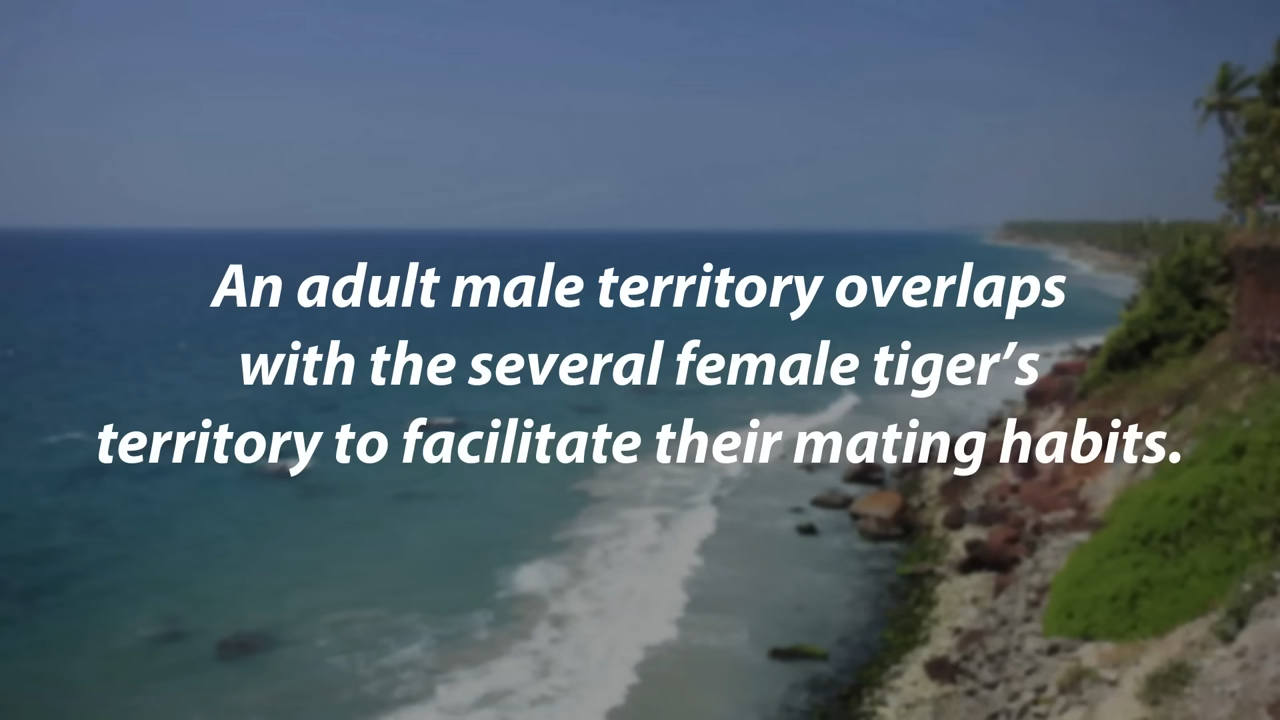 An adult male territory overlaps
with the several female tiger’s
territory to facilitate their mating habits.